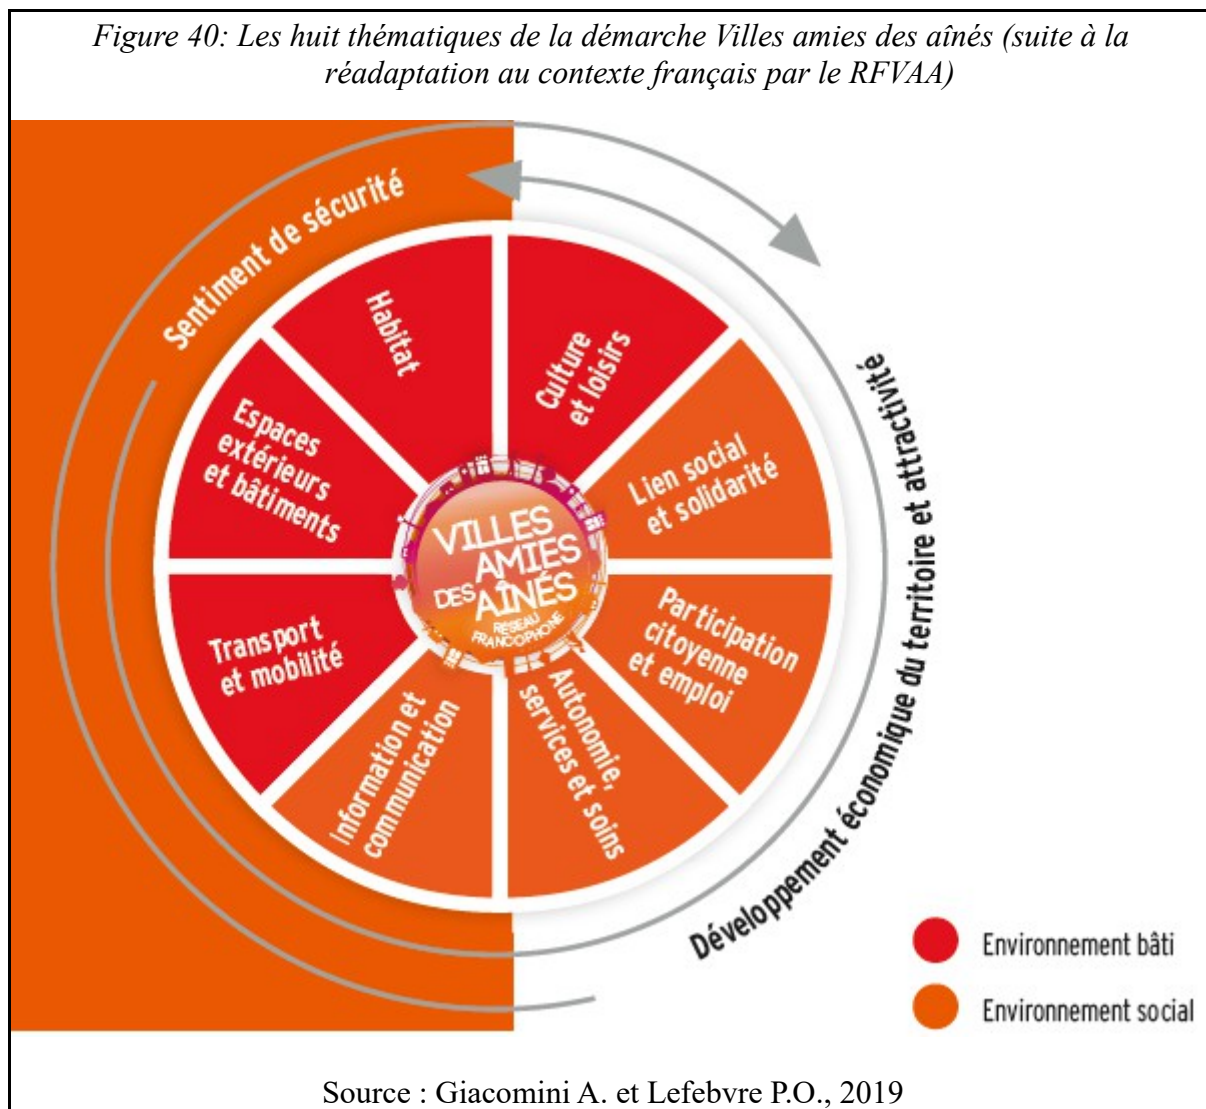 Figure 40: Les huit thématiques de la démarche Villes amies des aînés (suite à la
réadaptation au contexte français par le RFVAA)
Sentiment de sécurité
Habitat
Culture
et loisirs
Espaces
extérieurs
et bâtiments
Lien social
et solidarité
VILLES
AMIES
DES AÎNÉS
RÉSEAU
FRANCOPHONE
Transport
et mobilité
Participation
citoyenne
et emploi
Information et
communication
Autonomie,
services et soins
Développement économique du territoire et attractivité
Environnement bâti
Environnement social
Source : Giacomini A. et Lefebvre P.O., 2019